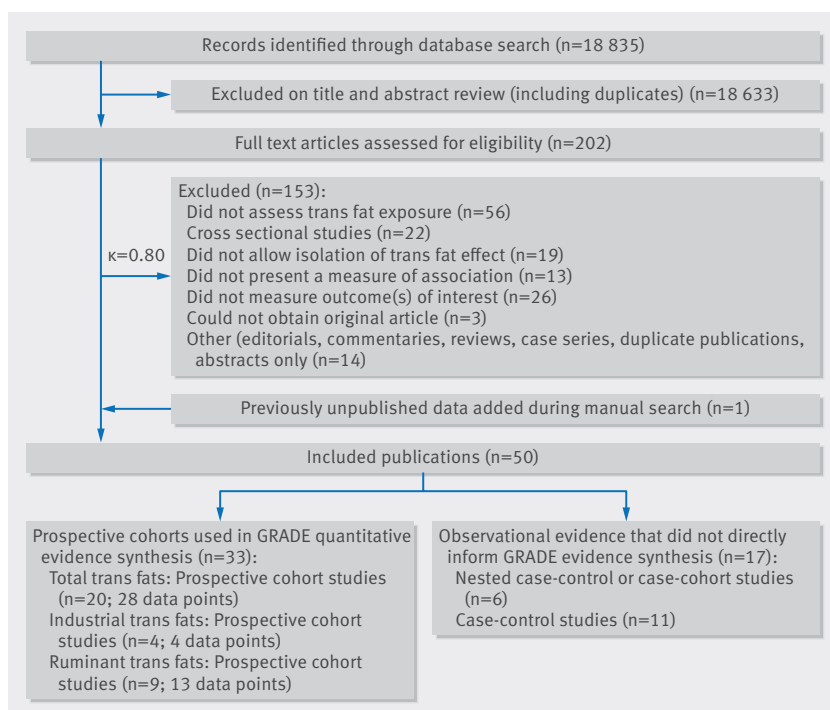 Records identified through database search (n=18 835)
Excluded on title and abstract review (including duplicates) (n=18 633)
Full text articles assessed for eligibility (n=202)
Excluded (n=153):
Did not assess trans fat exposure (n=56)
Cross sectional studies (n=22)
Did not allow isolation of trans fat effect (n=19)
Did not present a measure of association (n=13)
Did not measure outcome(s) of interest (n=26)
Could not obtain original article (n=3)
Other (editorials, commentaries, reviews, case series, duplicate publications,
abstracts only (n=14)
κ=0.80
Previously unpublished data added during manual search (n=1)
Included publications (n=50)
Prospective cohorts used in GRADE quantitative
evidence synthesis (n=33):
Total trans fats: Prospective cohort studies
(n=20; 28 data points)
Industrial trans fats: Prospective cohort
studies (n=4; 4 data points)
Ruminant trans fats: Prospective cohort
studies (n=9; 13 data points)
Observational evidence that did not directly
inform GRADE evidence synthesis (n=17):
Nested case-control or case-cohort studies
(n=6)
Case-control studies (n=11)